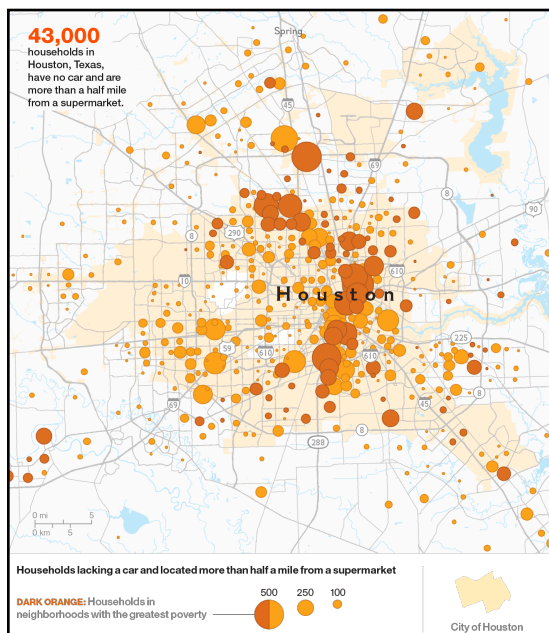 43,000
households in
Houston, Texas,
have no car and are
more than a half mile
from a supermarket.
Spring
45
69
8
90
290
8
610
10
Houston
225
59
610
610
8
69
45
8
288
0 mi 5
0 km 5
Households lacking a car and located more than half a mile from a supermarket
DARK ORANGE: Households in
neighborhoods with the greatest poverty
500 250 100
City of Houston